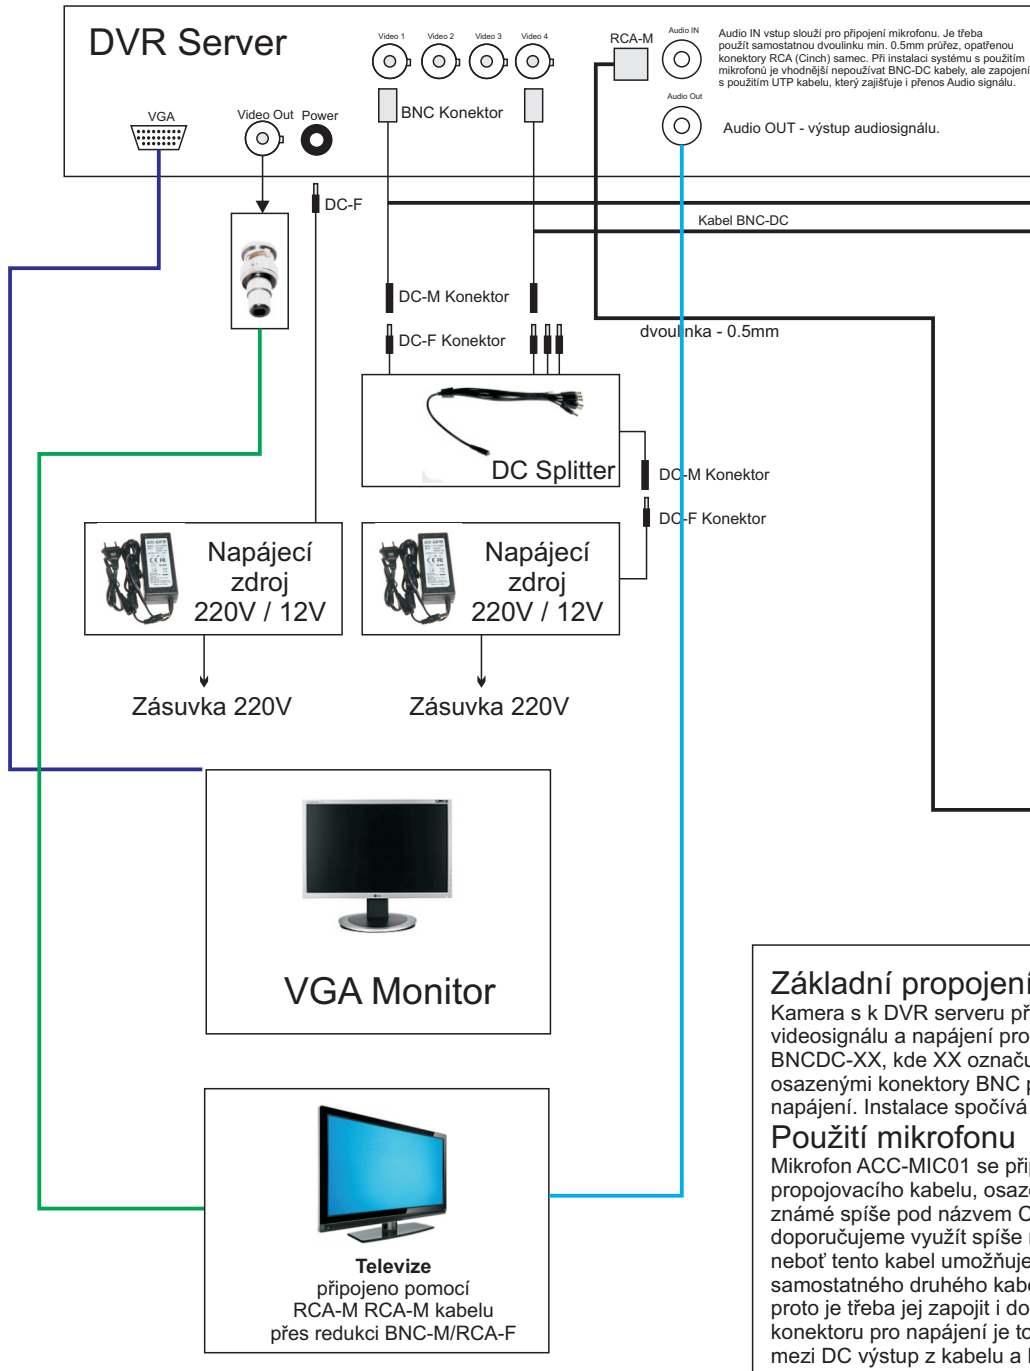 DVR Server
Video 1
Video 2
Video 3
Video 4
RCA-M
Audio IN
Audio IN vstup slouží pro připojení mikrofonu. Je třeba
použít samostatnou dvoulinku min. 0.5mm průřez, opatřenou
konektory RCA (Cinch) samec. Při instalaci systému s použitím
mikrofonů je vhodnější nepoužívat BNC-DC kabely, ale zapojení
s použitím UTP kabelu, který zajišťuje i přenos Audio signálu.
Audio Out
Audio OUT - výstup audiosignálu.
VGA
Video Out
Power
BNC Konektor
DC-F
Kabel BNC-DC
DC-M Konektor
DC-F Konektor
dvoulinka - 0.5mm
DC Splitter
DC-M Konektor
DC-F Konektor
Napájecí
zdroj
220V / 12V
Napájecí
zdroj
220V / 12V
Zásuvka 220V
Zásuvka 220V
VGA Monitor
Televize
připojeno pomocí
RCA-M RCA-M kabelu
přes redukci BNC-M/RCA-F
Základní propojení
Kamera s k DVR serveru př
videosignálu a napájení pro
BNCDC-XX, kde XX označu
osazenými konektory BNC p
napájení. Instalace spočívá
Použití mikrofonu
Mikrofon ACC-MIC01 se přip
propojovacího kabelu, osaze
známé spíše pod názvem C
doporučujeme využít spíše
neboť tento kabel umožňuje
samostatného druhého kabe
proto je třeba jej zapojit i do
konektoru pro napájení je to
mezi DC výstup z kabelu a